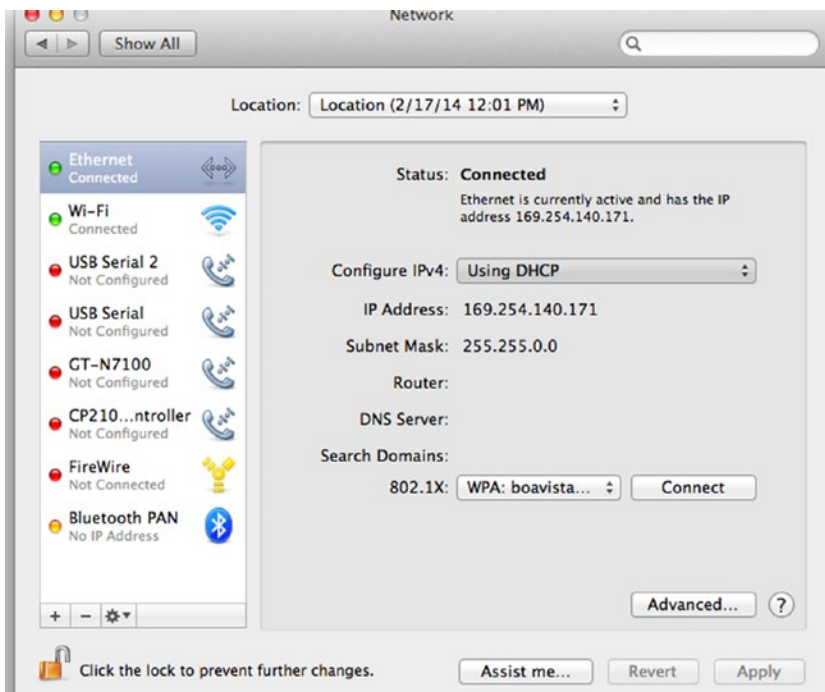 Network
Show All
Location: Location (2/17/14 12:01 PM)
Ethernet
Connected
Wi-Fi
Connected
USB Serial 2
Not Configured
USB Serial
Not Configured
GT-N7100
Not Configured
CP210...ntroller
Not Configured
FireWire
Not Connected
Bluetooth PAN
No IP Address
Status: Connected
Ethernet is currently active and has the IP
address 169.254.140.171.
Configure IPv4: Using DHCP
IP Address: 169.254.140.171
Subnet Mask: 255.255.0.0
Router:
DNS Server:
Search Domains:
802.1X: WPA: boavista... Connect
Advanced... ?
+ -
Click the lock to prevent further changes.
Assist me... Revert Apply